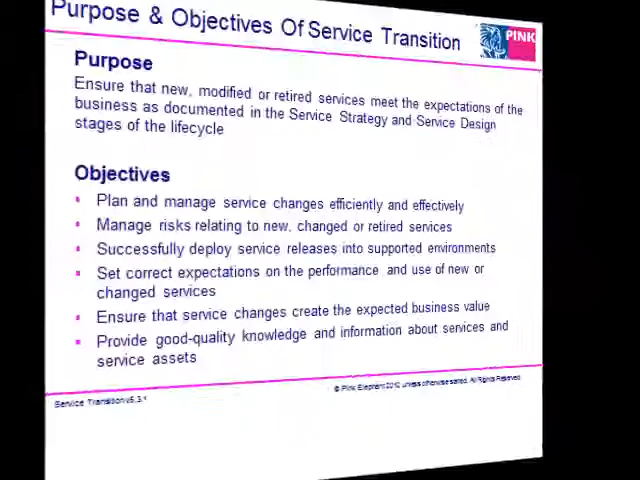 Purpose & Objectives Of Service Transition
PINK
Purpose
Ensure that new, modified or retired services meet the expectations of the
business as documented in the Service Strategy and Service Design
stages of the lifecycle
Objectives
Plan and manage service changes efficiently and effectively
Manage risks relating to new, changed or retired services
Successfully deploy service releases into supported environments
Set correct expectations on the performance and use of new or
changed services
Ensure that service changes create the expected business value
Provide good-quality knowledge and information about services and
service assets
© Pink Elephant 2012 unless otherwise stated. All Rights Reserved.
Service Transition v5.3.1